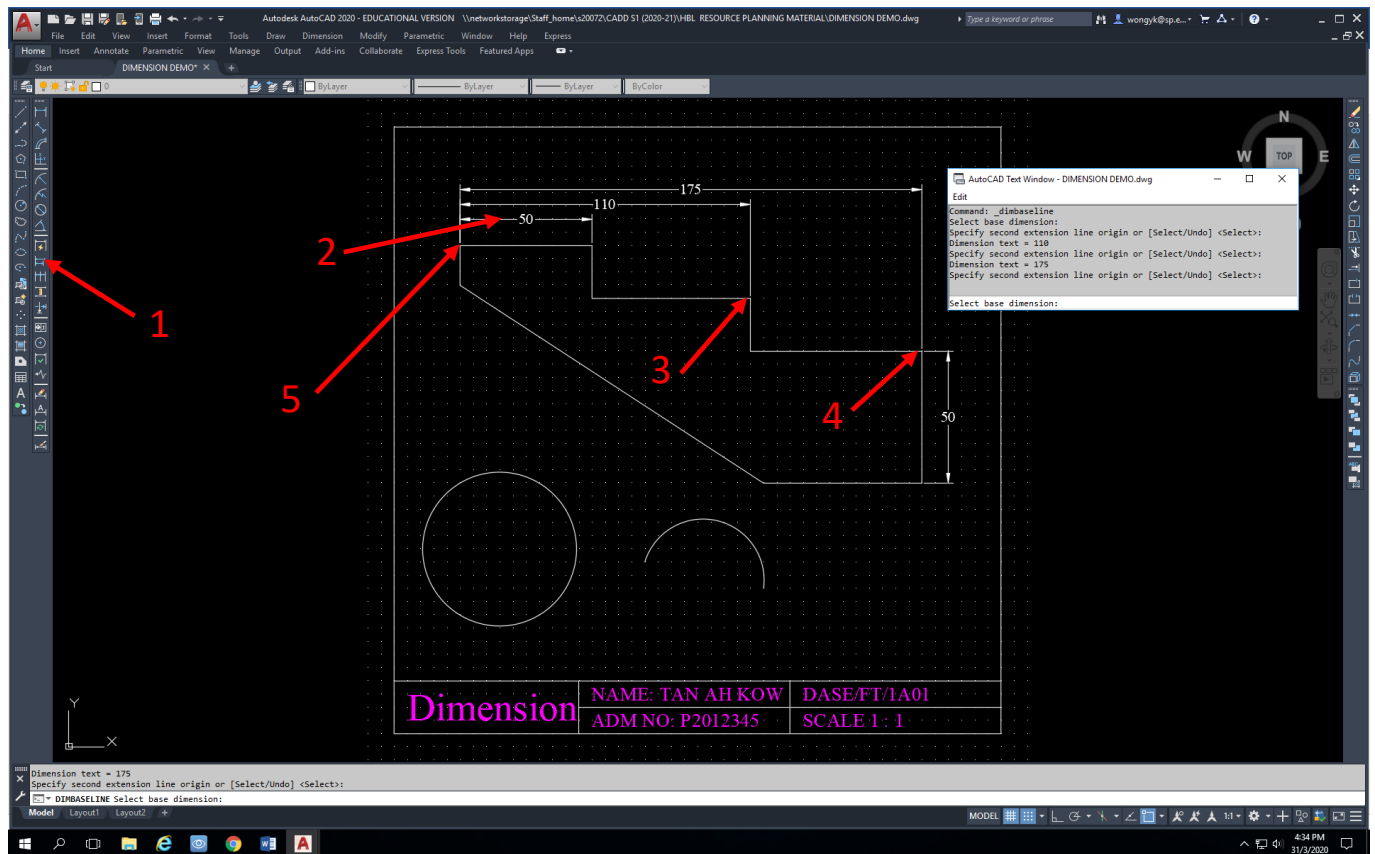 Autodesk AutoCAD 2020 - EDUCATIONAL VERSION \\networkstorage\Staff_home\s20072\CADD S1 (2020-21)\HBL RESOURCE PLANNING MATERIAL\DIMENSION DEMO.dwg
Type a keyword or phrase
wongyk@sp.e...
File Edit View Insert Format Tools Draw Dimension Modify Parametric Window Help Express
Home Insert Annotate Parametric View Manage Output Add-ins Collaborate Express Tools Featured Apps
Start DIMENSION DEMO* +
0 ByLayer ByLayer ByLayer ByColor
N
W TOP E
175
110
50
2
1
5
3
4
50
AutoCAD Text Window - DIMENSION DEMO.dwg
Edit
Command: _dimbaseline
Select base dimension:
Specify second extension line origin or [Select/Undo] <Select>:
Dimension text = 110
Specify second extension line origin or [Select/Undo] <Select>:
Dimension text = 175
Specify second extension line origin or [Select/Undo] <Select>:
Select base dimension:
Dimension
NAME: TAN AH KOW
DASE/FT/1A01
ADM NO: P2012345
SCALE 1 : 1
Y
X
Dimension text = 175
Specify second extension line origin or [Select/Undo] <Select>:
DIMBASELINE Select base dimension:
Model Layout1 Layout2 +
MODEL 1:1
4:34 PM
31/3/2020